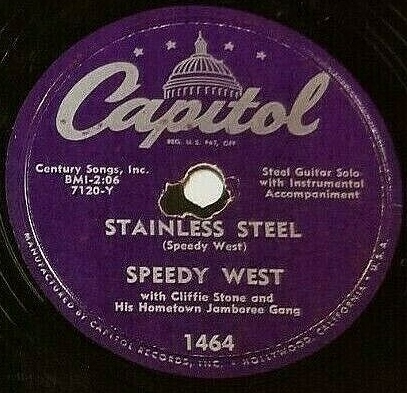 Capitol
REG. U.S. PAT. OFF.
Century Songs, Inc.
BMI-2:06
7120-Y
Steel Guitar Solo
with Instrumental
Accompaniment
STAINLESS STEEL
(Speedy West)
SPEEDY WEST
with Cliffie Stone and
His Hometown Jamboree Gang
1464
MANUFACTURED BY CAPITOL RECORDS, INC. • HOLLYWOOD, CALIFORNIA • U.S.A.